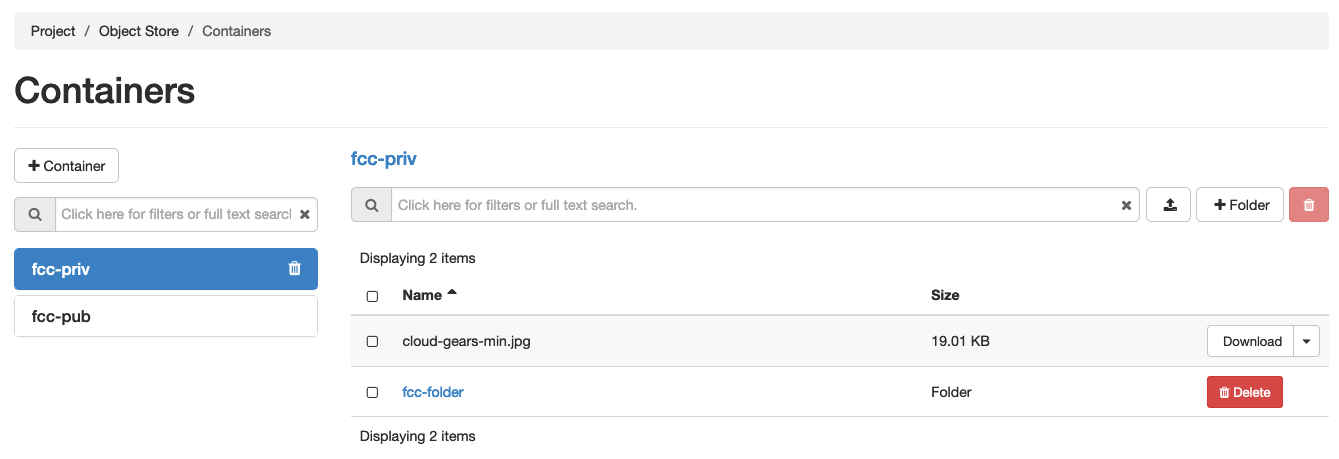 Project / Object Store / Containers
Containers
+ Container
Click here for filters or full text search
fcc-priv
fcc-pub
fcc-priv
Click here for filters or full text search.
+ Folder
Displaying 2 items
Name Size
cloud-gears-min.jpg 19.01 KB Download
fcc-folder Folder Delete
Displaying 2 items